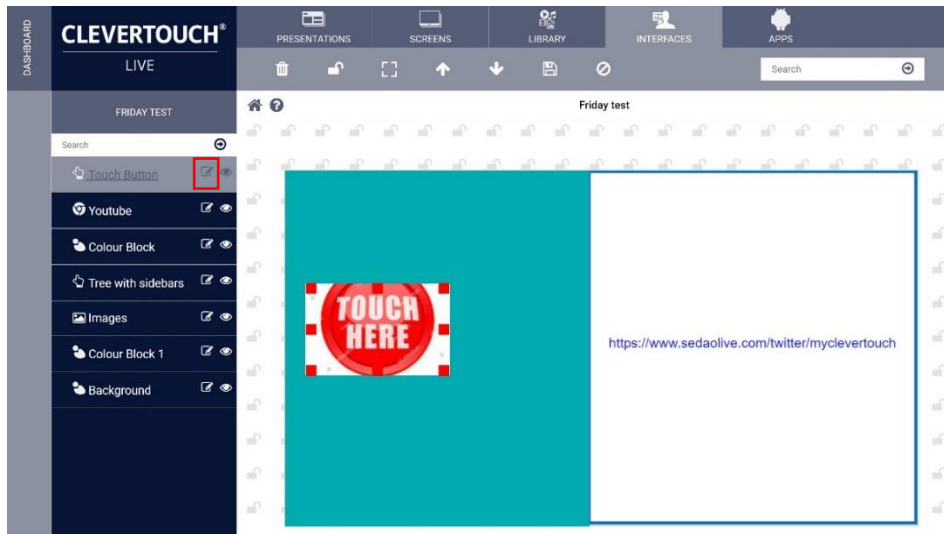 DASHBOARD
CLEVERTOUCH®
LIVE
PRESENTATIONS
SCREENS
LIBRARY
INTERFACES
APPS
Search
FRIDAY TEST
Friday test
Search
Touch Button
Youtube
Colour Block
Tree with sidebars
Images
Colour Block 1
Background
TOUCH
HERE
https://www.sedaolive.com/twitter/myclevertouch